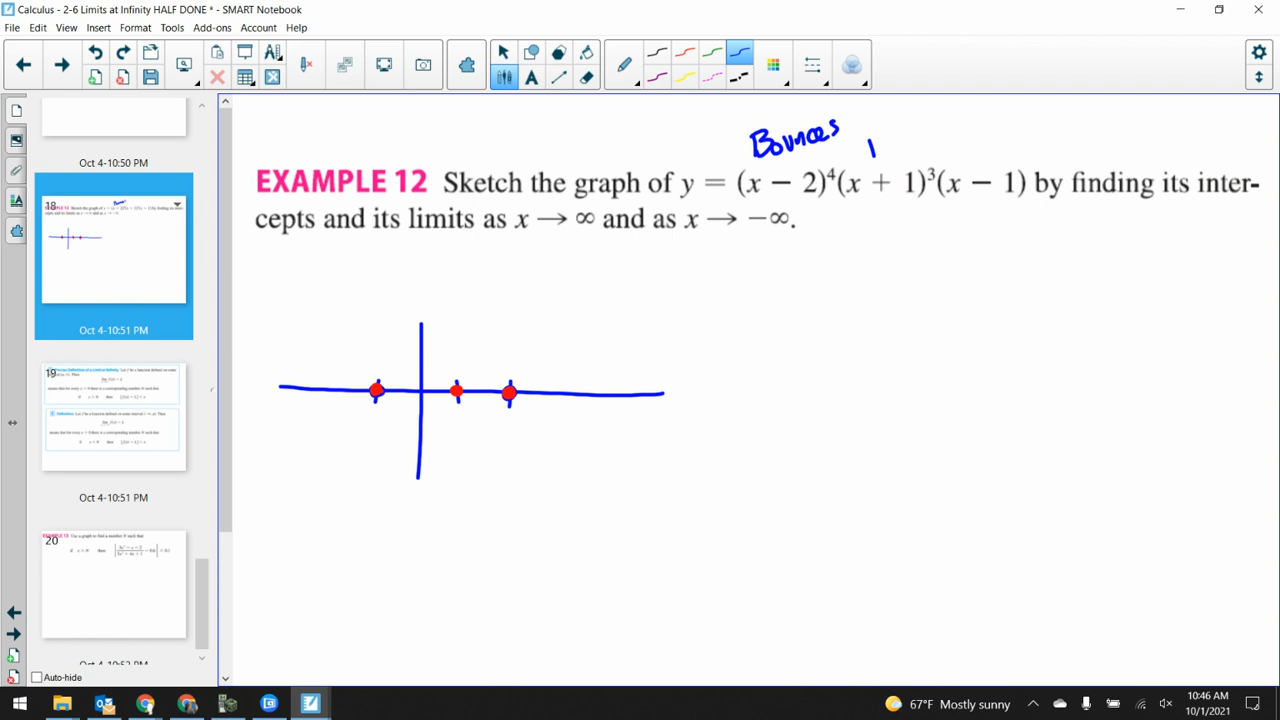 Calculus - 2-6 Limits at Infinity HALF DONE * - SMART Notebook
File Edit View Insert Format Tools Add-ons Account Help
Oct 4-10:50 PM
18
Oct 4-10:51 PM
19
Oct 4-10:51 PM
20
Auto-hide
Bounces
EXAMPLE 12 Sketch the graph of y = (x − 2)⁴(x + 1)³(x − 1) by finding its inter-
cepts and its limits as x → ∞ and as x → −∞.
67°F Mostly sunny
10:46 AM
10/1/2021